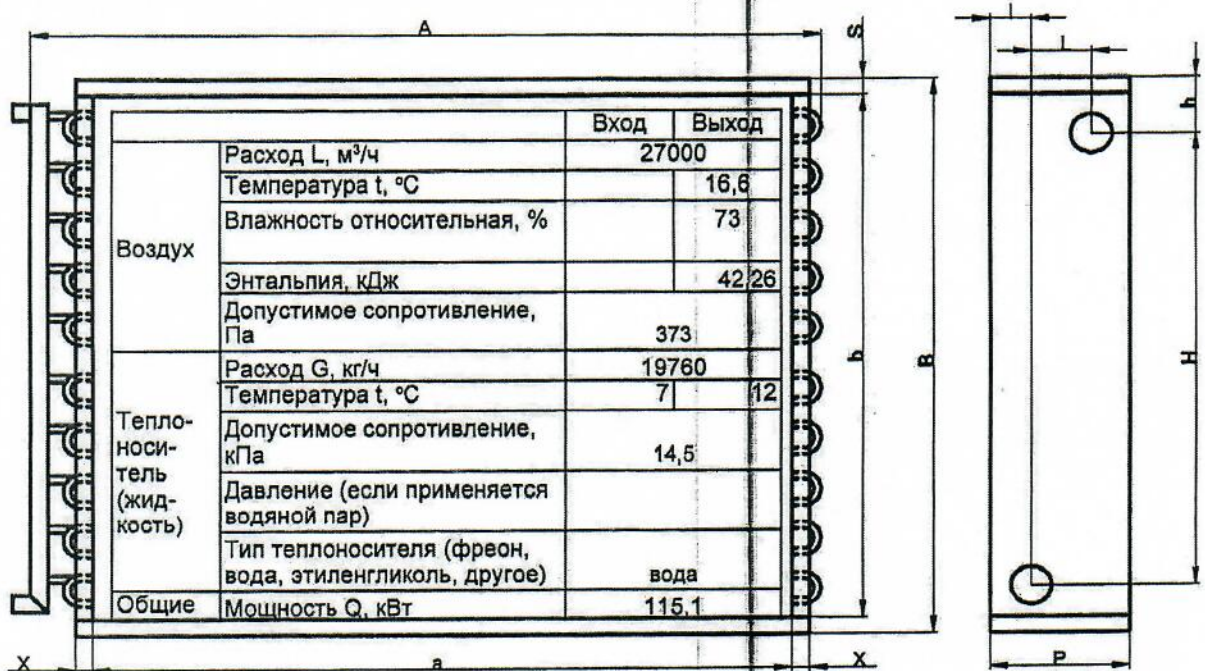 A
S
Вход Выход
Воздух
Расход L, м³/ч 27000
Температура t, °С 16,6
Влажность относительная, % 73
Энтальпия, кДж 42,26
Допустимое сопротивление,
Па 373
Тепло-
носи-
тель
(жид-
кость)
Расход G, кг/ч 19760
Температура t, °С 7 12
Допустимое сопротивление,
кПа 14,5
Давление (если применяется
водяной пар)
Тип теплоносителя (фреон,
вода, этиленгликоль, другое) вода
Общие Мощность Q, кВт 115,1
b
B
X a X
I
I
h
H
P